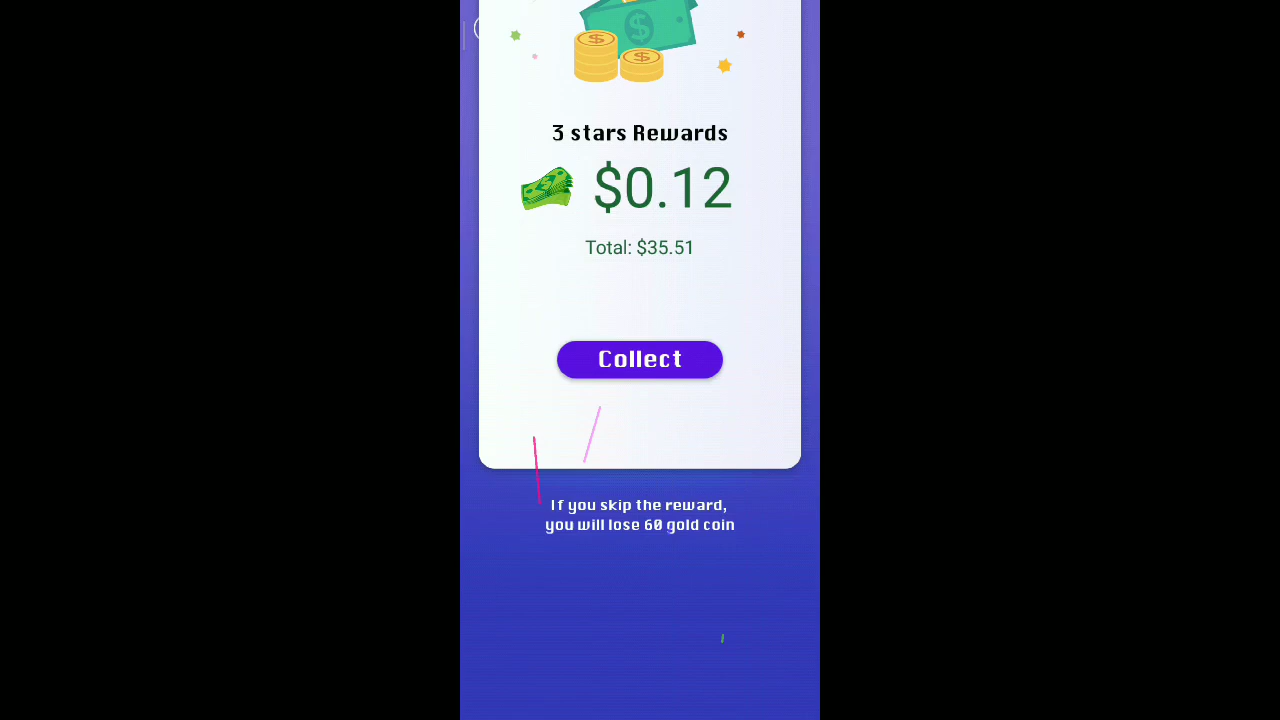 3 stars Rewards
$0.12
Total: $35.51
Collect
If you skip the reward,
you will lose 60 gold coin